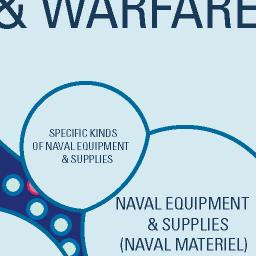 & WARFARE
SPECIFIC KINDS
OF NAVAL EQUIPMENT
& SUPPLIES
NAVAL EQUIPMENT
& SUPPLIES
(NAVAL MATERIEL)